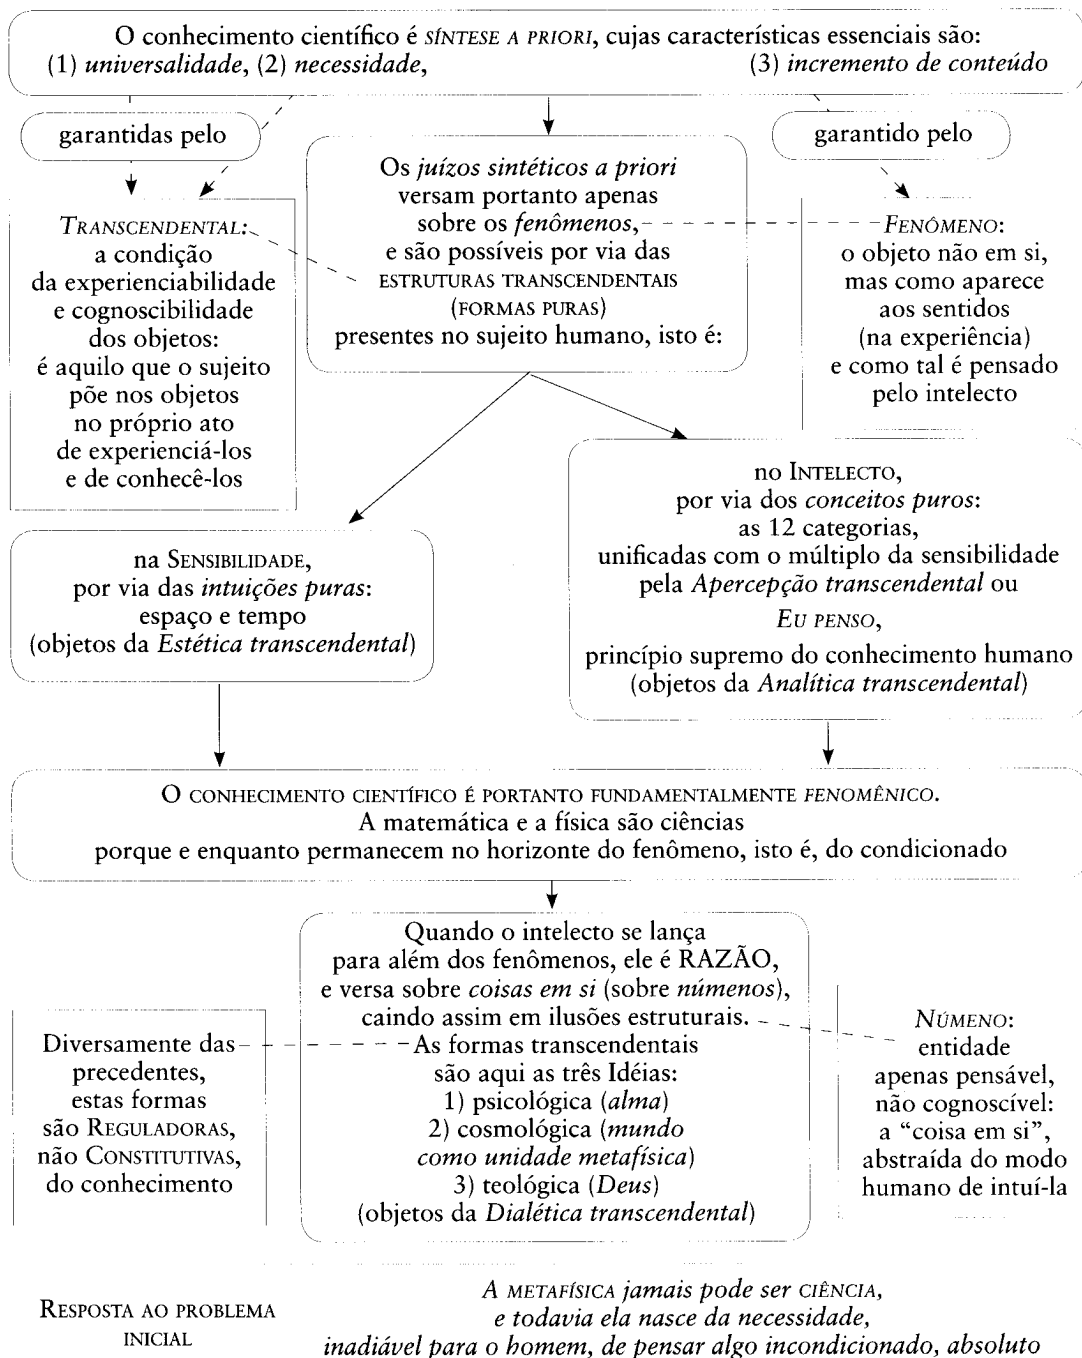 O conhecimento científico é SÍNTESE A PRIORI, cujas características essenciais são:
(1) universalidade, (2) necessidade, (3) incremento de conteúdo
garantidas pelo
garantido pelo
TRANSCENDENTAL:
a condição
da experienciabilidade
e cognoscibilidade
dos objetos:
é aquilo que o sujeito
põe nos objetos
no próprio ato
de experienciá-los
e de conhecê-los
Os juízos sintéticos a priori
versam portanto apenas
sobre os fenômenos,
e são possíveis por via das
ESTRUTURAS TRANSCENDENTAIS
(FORMAS PURAS)
presentes no sujeito humano, isto é:
FENÔMENO:
o objeto não em si,
mas como aparece
aos sentidos
(na experiência)
e como tal é pensado
pelo intelecto
na SENSIBILIDADE,
por via das intuições puras:
espaço e tempo
(objetos da Estética transcendental)
no INTELECTO,
por via dos conceitos puros:
as 12 categorias,
unificadas com o múltiplo da sensibilidade
pela Apercepção transcendental ou
EU PENSO,
princípio supremo do conhecimento humano
(objetos da Analítica transcendental)
O CONHECIMENTO CIENTÍFICO É PORTANTO FUNDAMENTALMENTE FENOMÊNICO.
A matemática e a física são ciências
porque e enquanto permanecem no horizonte do fenômeno, isto é, do condicionado
Quando o intelecto se lança
para além dos fenômenos, ele é RAZÃO,
e versa sobre coisas em si (sobre númenos),
caindo assim em ilusões estruturais.
As formas transcendentais
são aqui as três Idéias:
1) psicológica (alma)
2) cosmológica (mundo
como unidade metafísica)
3) teológica (Deus)
(objetos da Dialética transcendental)
Diversamente das
precedentes,
estas formas
são REGULADORAS,
não CONSTITUTIVAS,
do conhecimento
NÚMENO:
entidade
apenas pensável,
não cognoscível:
a “coisa em si”,
abstraída do modo
humano de intuí-la
RESPOSTA AO PROBLEMA
INICIAL
A METAFÍSICA jamais pode ser CIÊNCIA,
e todavia ela nasce da necessidade,
inadiável para o homem, de pensar algo incondicionado, absoluto